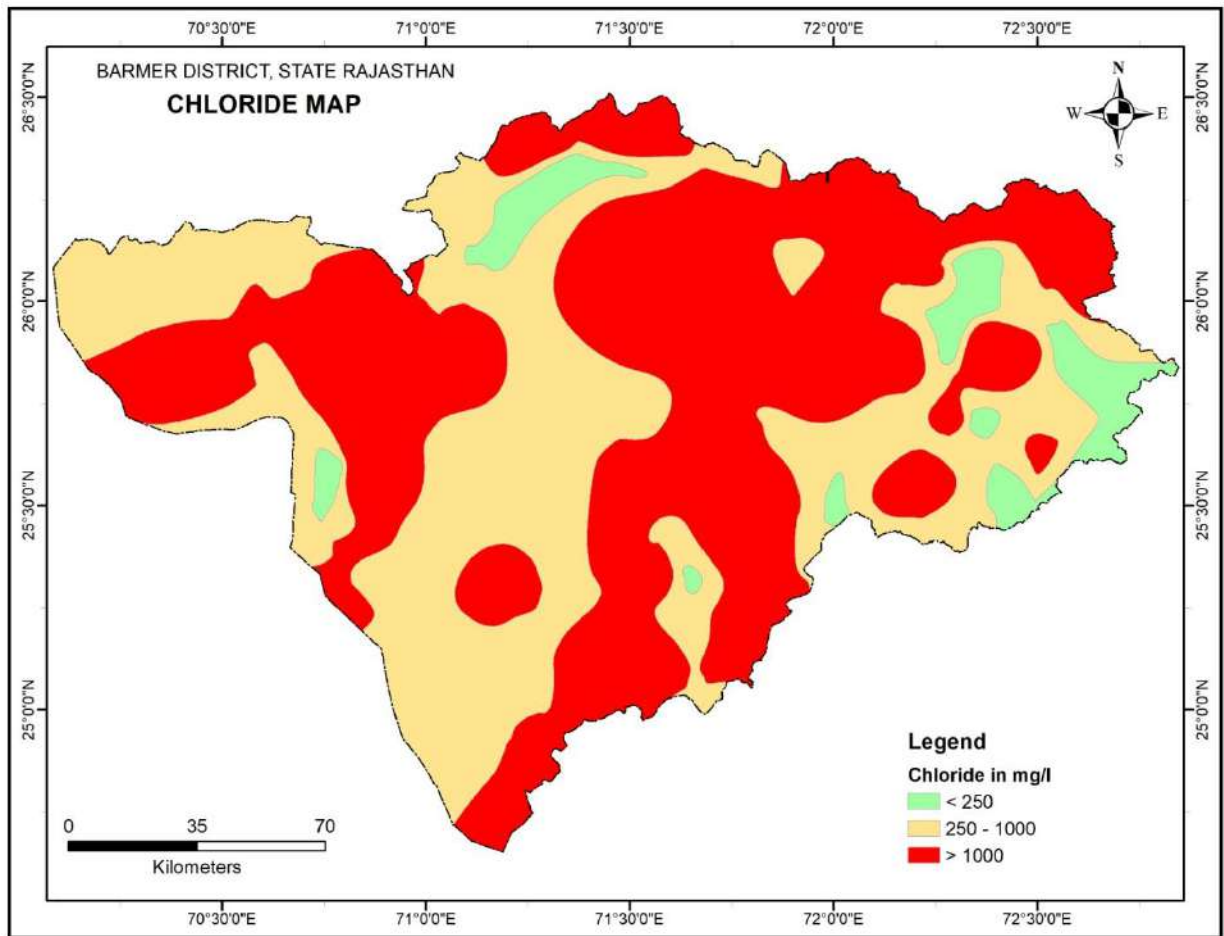 70°30'0"E 71°0'0"E 71°30'0"E 72°0'0"E 72°30'0"E
BARMER DISTRICT, STATE RAJASTHAN
CHLORIDE MAP
N
W E
S
26°30'0"N 26°30'0"N
26°0'0"N 26°0'0"N
25°30'0"N 25°30'0"N
25°0'0"N 25°0'0"N
Legend
Chloride in mg/l
< 250
250 - 1000
> 1000
0 35 70
Kilometers
70°30'0"E 71°0'0"E 71°30'0"E 72°0'0"E 72°30'0"E